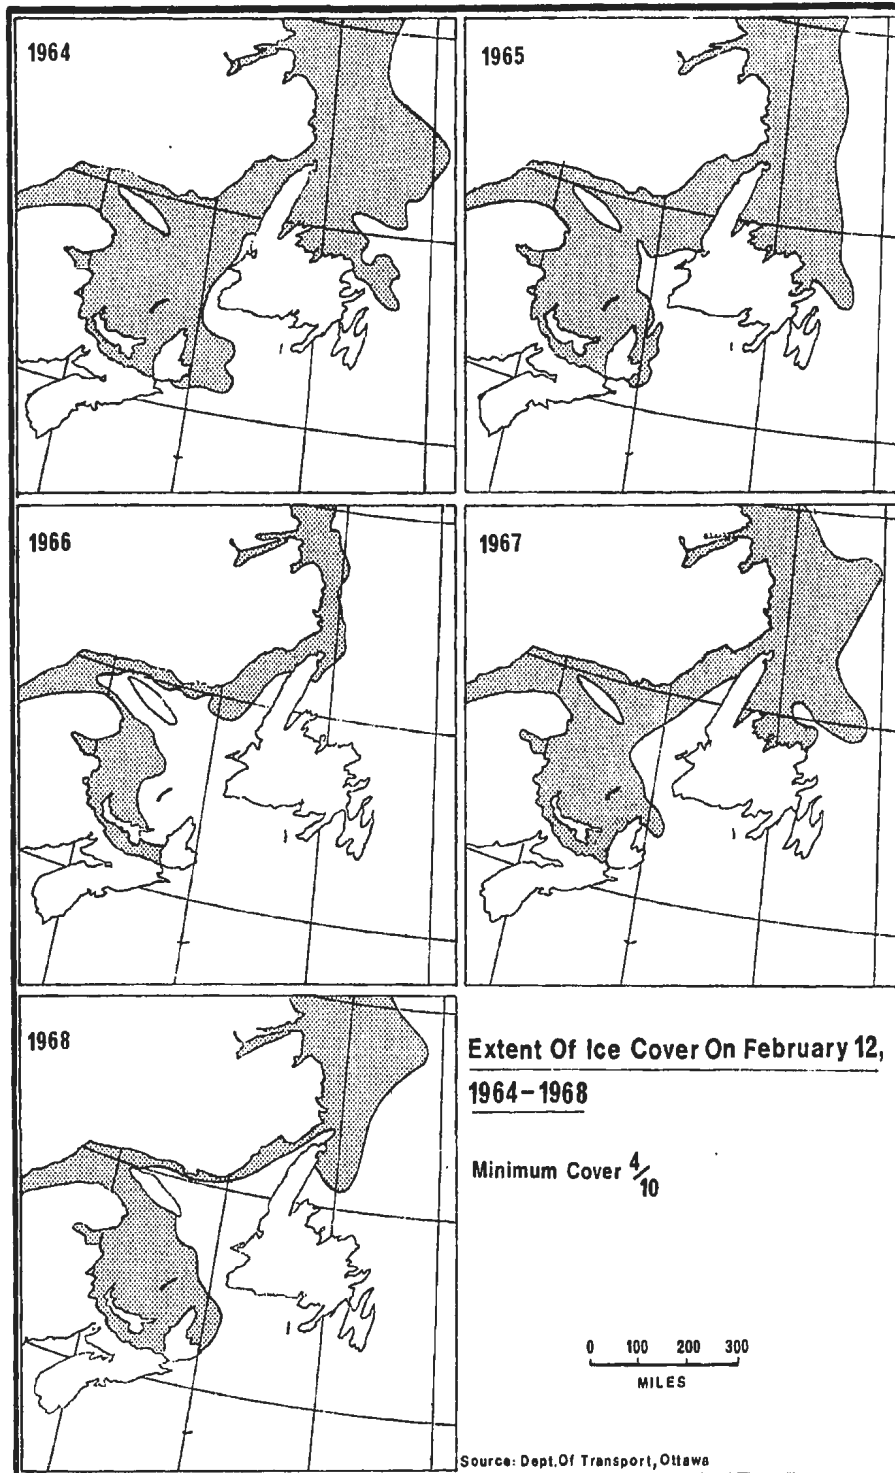 1964
1965
1966
1967
1968
Extent Of Ice Cover On February 12,
1964-1968
Minimum Cover 4/10
0 100 200 300
MILES
Source: Dept. Of Transport, Ottawa